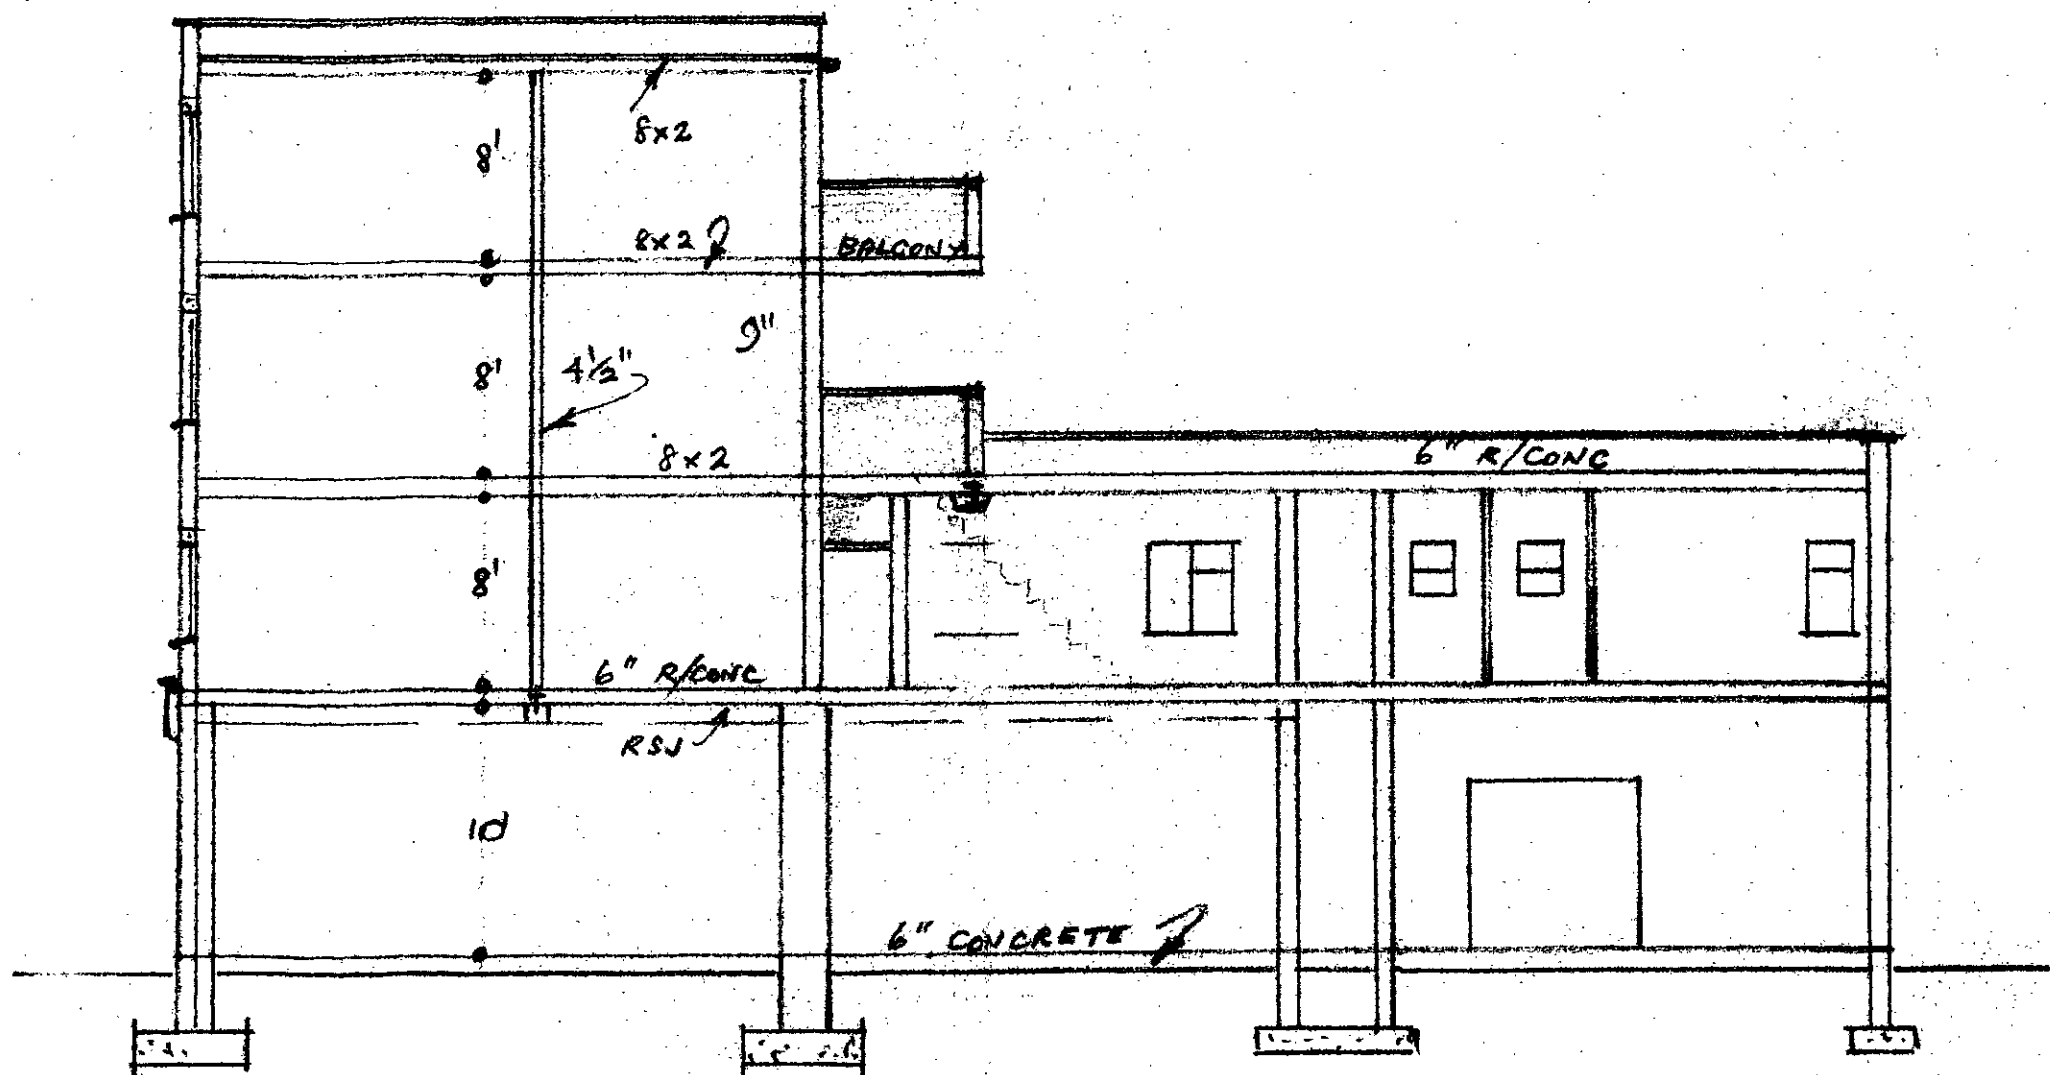 8x2
8'
8x2
BALCONY
9"
8'
4½"
8x2
6" R/CONC
8'
6" R/CONC
RSJ
10'
6" CONCRETE